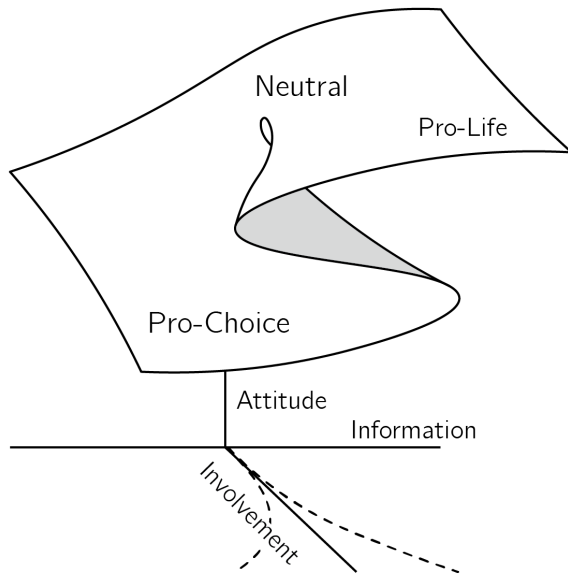 Neutral
Pro-Life
Pro-Choice
Attitude
Information
Involvement